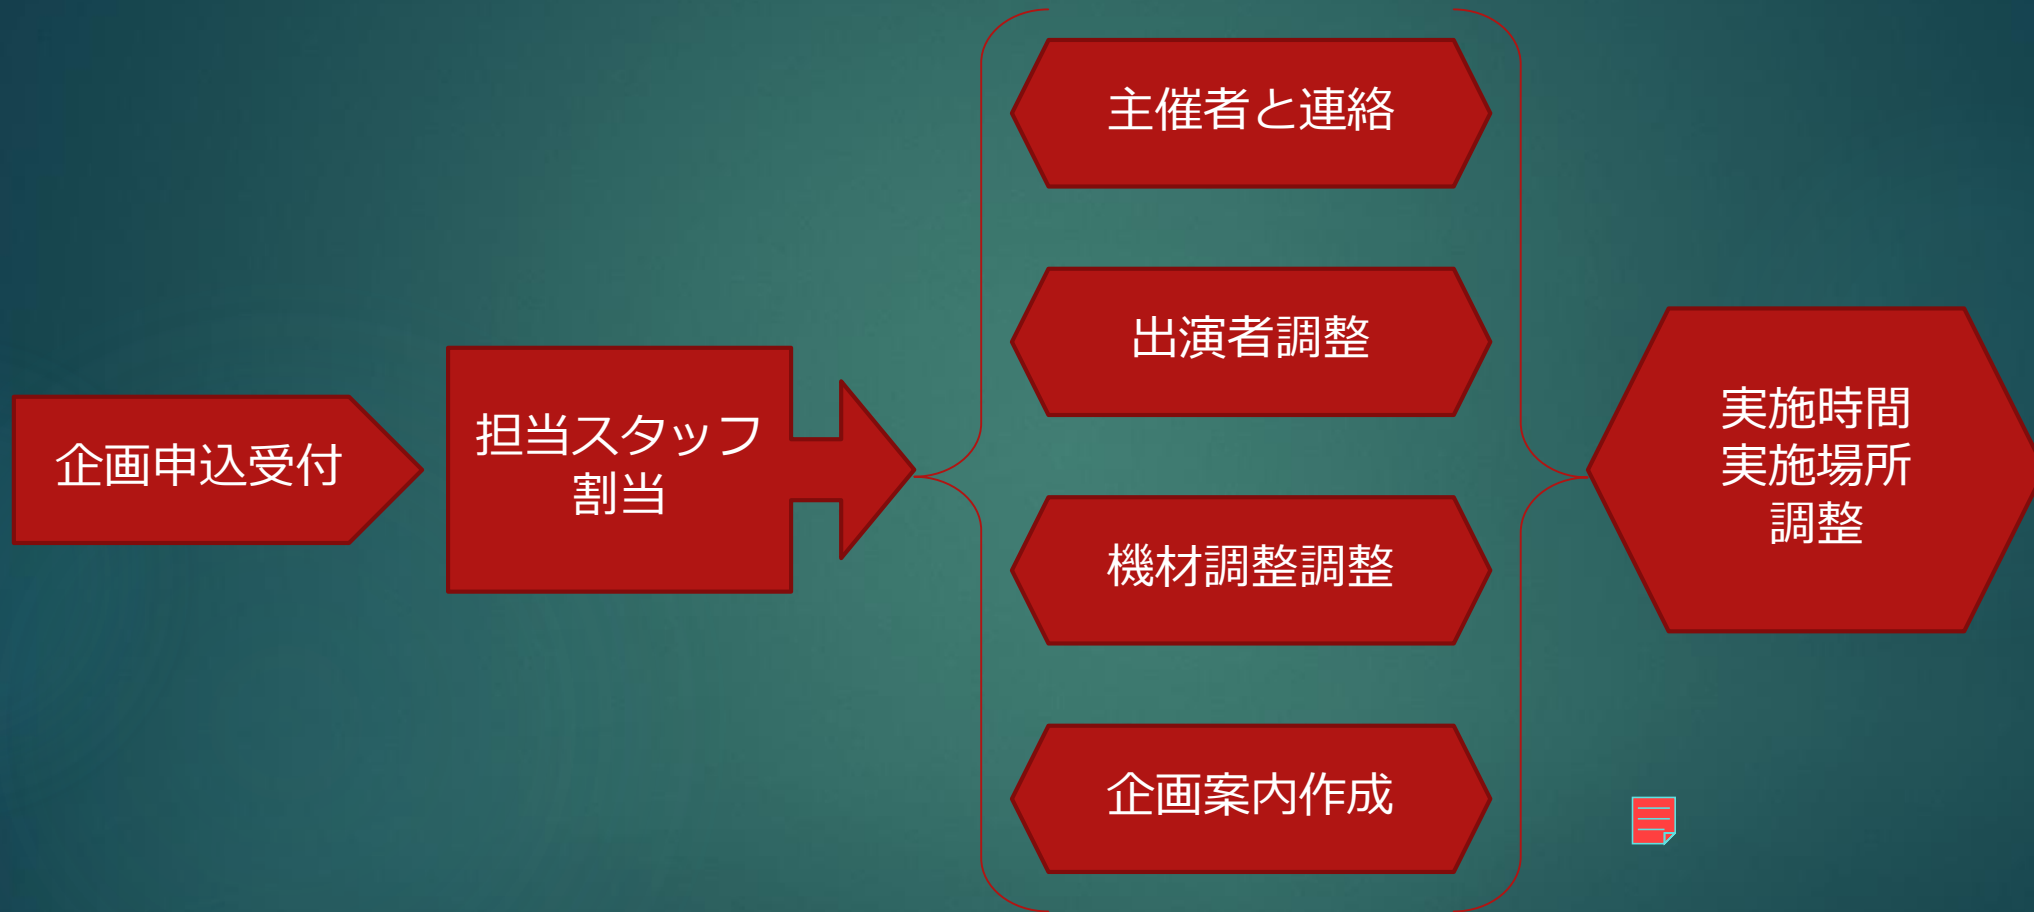 企画申込受付
担当スタッフ
割当
主催者と連絡
出演者調整
機材調整調整
企画案内作成
実施時間
実施場所
調整